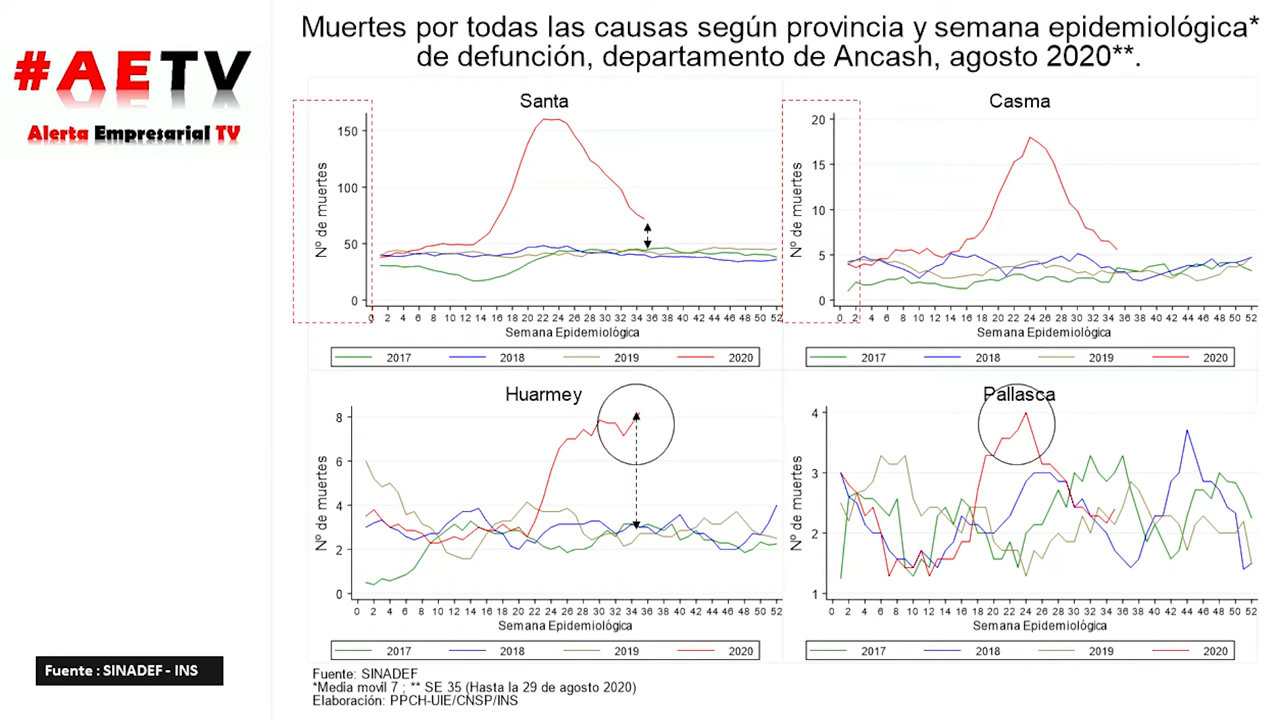 Muertes por todas las causas según provincia y semana epidemiológica*
de defunción, departamento de Ancash, agosto 2020**.
#AETV
Alerta Empresarial TV
Santa
Nº de muertes
150
100
50
0
0 2 4 6 8 10 12 14 16 18 20 22 24 26 28 30 32 34 36 38 40 42 44 46 48 50 52
Semana Epidemiológica
2017 2018 2019 2020
Casma
Nº de muertes
20
15
10
5
0
0 2 4 6 8 10 12 14 16 18 20 22 24 26 28 30 32 34 36 38 40 42 44 46 48 50 52
Semana Epidemiológica
2017 2018 2019 2020
Huarmey
Nº de muertes
8
6
4
2
0
0 2 4 6 8 10 12 14 16 18 20 22 24 26 28 30 32 34 36 38 40 42 44 46 48 50 52
Semana Epidemiológica
2017 2018 2019 2020
Pallasca
Nº de muertes
4
3
2
1
0 2 4 6 8 10 12 14 16 18 20 22 24 26 28 30 32 34 36 38 40 42 44 46 48 50 52
Semana Epidemiológica
2017 2018 2019 2020
Fuente : SINADEF - INS
Fuente: SINADEF
*Media movil 7 ; ** SE 35 (Hasta la 29 de agosto 2020)
Elaboración: PPCH-UIE/CNSP/INS